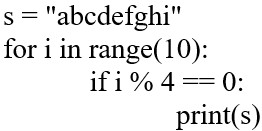 s = "abcdefghi"
for i in range(10):
        if i % 4 == 0:
                print(s)